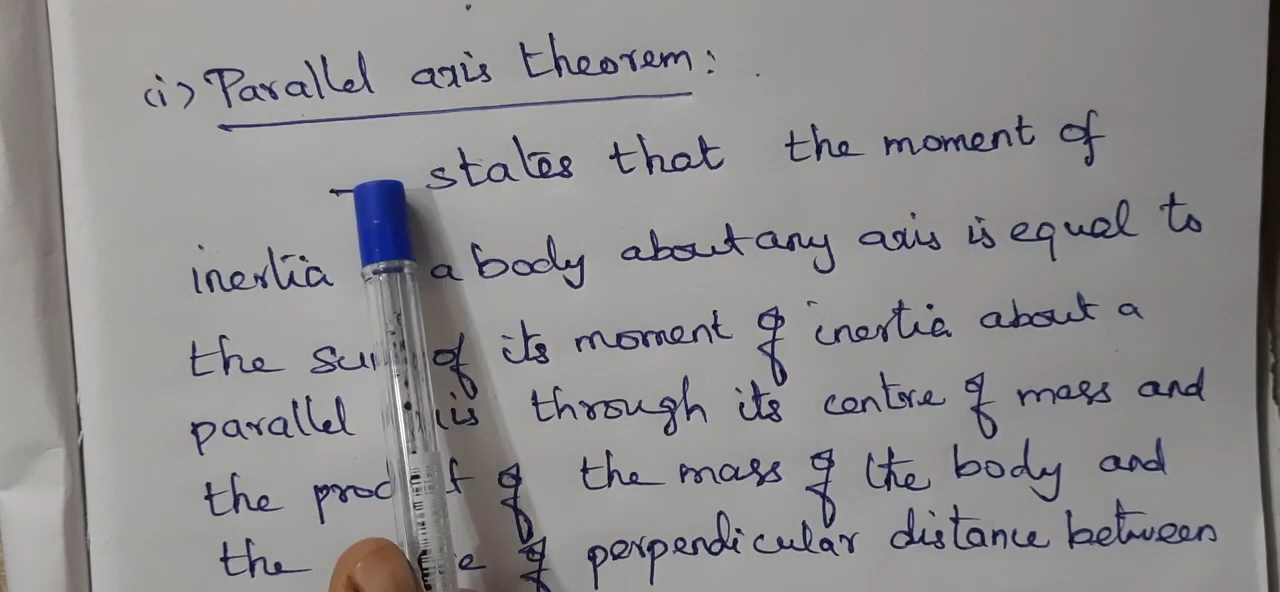 (i) Parallel axis theorem:
states that the moment of
inertia a body about any axis is equal to
the of its moment of inertia about a
parallel through its centre of mass and
the of the mass of the body and
the of perpendicular distance between